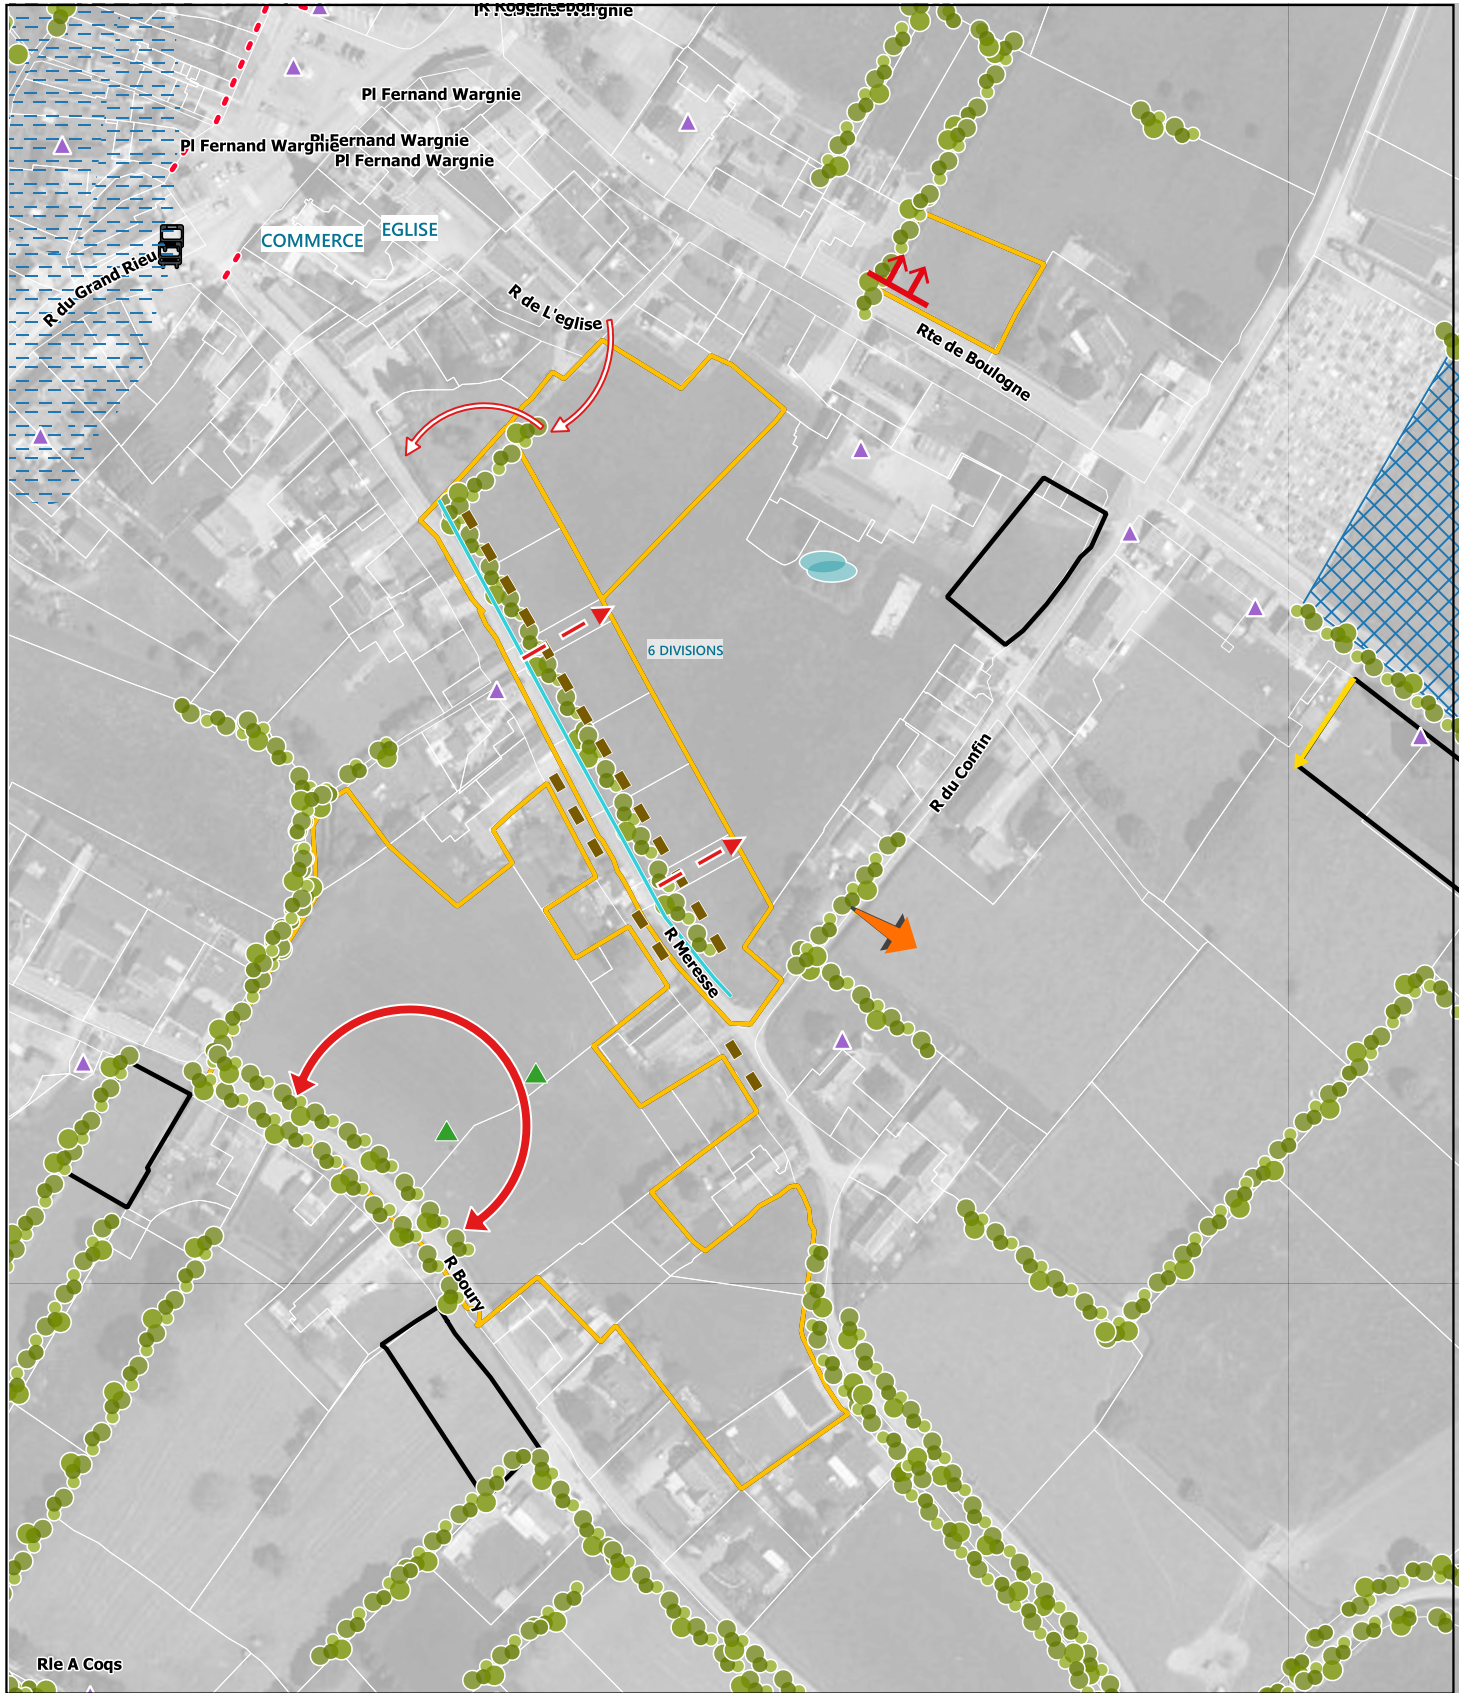 R Roger Lebon
Pl Fernand Wargnie
Pl Fernand Wargnie
Pl Fernand Wargnie
Pl Fernand Wargnie
Pl Fernand Wargnie
EGLISE
COMMERCE
R du Grand Rieu
R de L'eglise
Rte de Boulogne
6 DIVISIONS
R du Confin
R Meresse
R Boury
Rle A Coqs